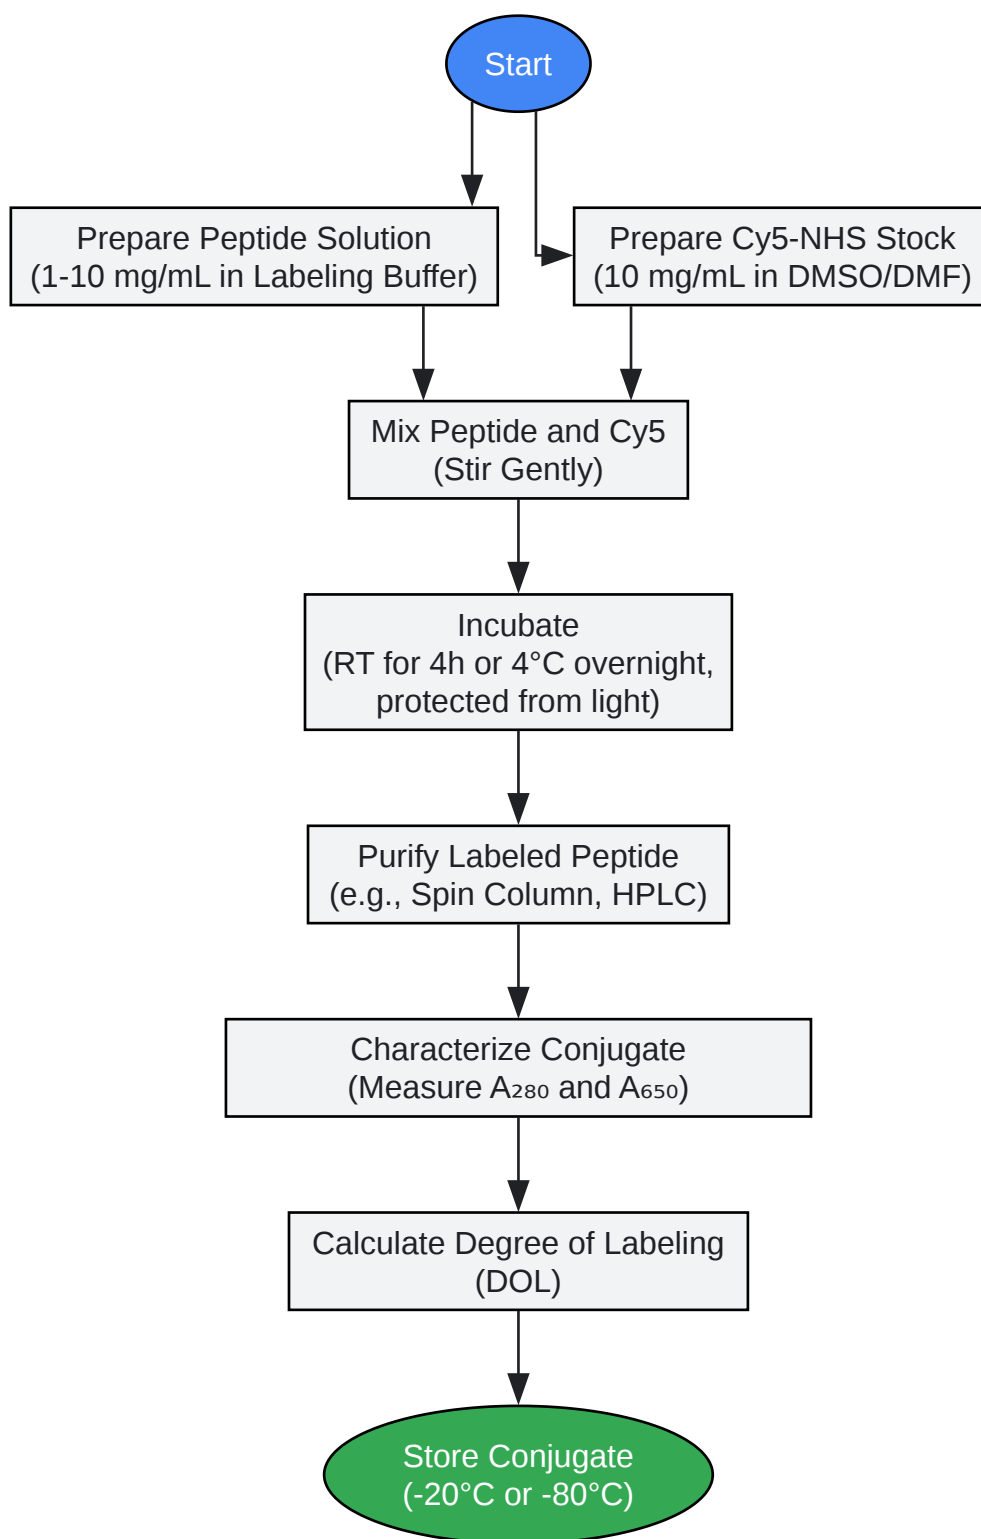 Start
Prepare Peptide Solution
(1-10 mg/mL in Labeling Buffer)
Prepare Cy5-NHS Stock
(10 mg/mL in DMSO/DMF)
Mix Peptide and Cy5
(Stir Gently)
Incubate
(RT for 4h or 4°C overnight,
protected from light)
Purify Labeled Peptide
(e.g., Spin Column, HPLC)
Characterize Conjugate
(Measure A₂₈₀ and A₆₅₀)
Calculate Degree of Labeling
(DOL)
Store Conjugate
(-20°C or -80°C)